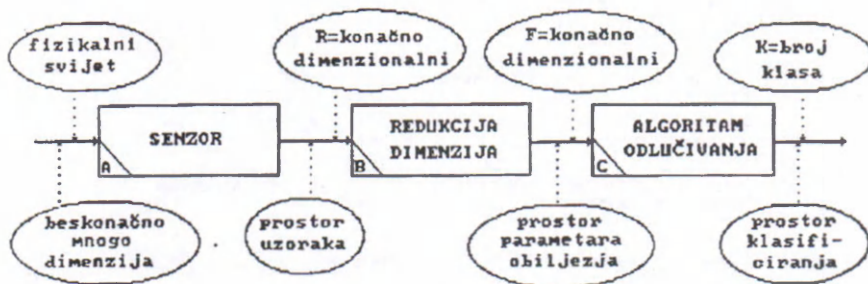 fizikalni
svijet
R=konačno
dimenzionalni
F=konačno
dimenzionalni
K=broj
klasa
SENZOR
A
REDUKCIJA
DIMENZIJA
B
ALGORITAM
ODLUČIVANJA
C
beskonačno
mnogo
dimenzija
prostor
uzoraka
prostor
parametara
obiljezja
prostor
klasifi-
ciranja